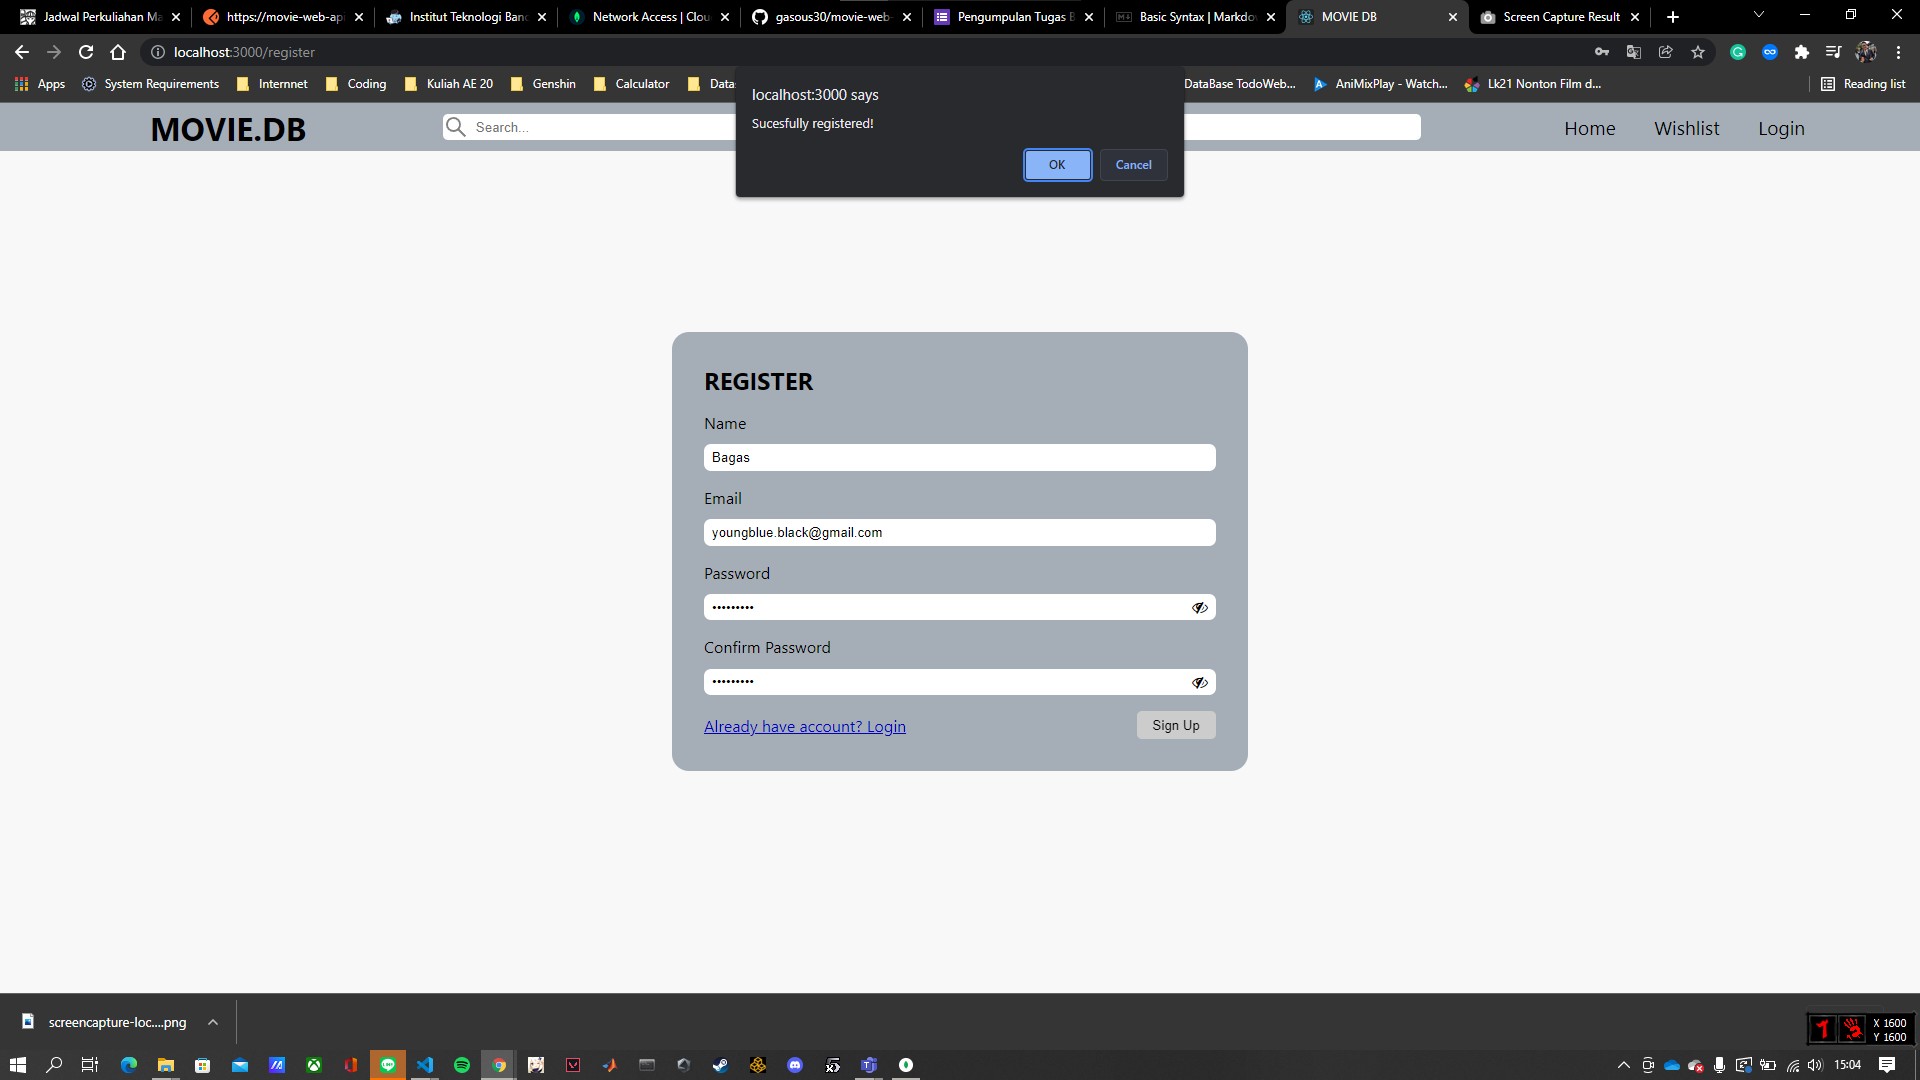 Jadwal Perkuliahan Ma
https://movie-web-ap
Institut Teknologi Ban
Network Access | Clou
gasous30/movie-web-
Pengumpulan Tugas B
Basic Syntax | Markdo
MOVIE DB
Screen Capture Result
localhost:3000/register
Apps
System Requirements
Internet
Coding
Kuliah AE 20
Genshin
Calculator
Datas
DataBase TodoWeb...
AniMixPlay - Watch...
Lk21 Nonton Film d...
Reading list
localhost:3000 says
Sucesfully registered!
OK
Cancel
MOVIE.DB
Search...
Home
Wishlist
Login
REGISTER
Name
Bagas
Email
youngblue.black@gmail.com
Password
•••••••••
Confirm Password
•••••••••
Already have account? Login
Sign Up
screencapture-loc....png
X 1600
Y 1600
15:04